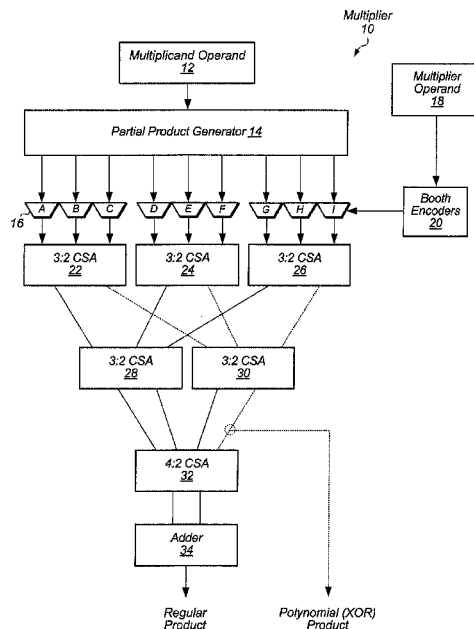 Multiplier
10
Multiplicand Operand
12
Multiplier
Operand
18
Partial Product Generator 14
16
A B C D E F G H I
Booth
Encoders
20
3:2 CSA
22
3:2 CSA
24
3:2 CSA
26
3:2 CSA
28
3:2 CSA
30
4:2 CSA
32
Adder
34
Regular
Product
Polynomial (XOR)
Product